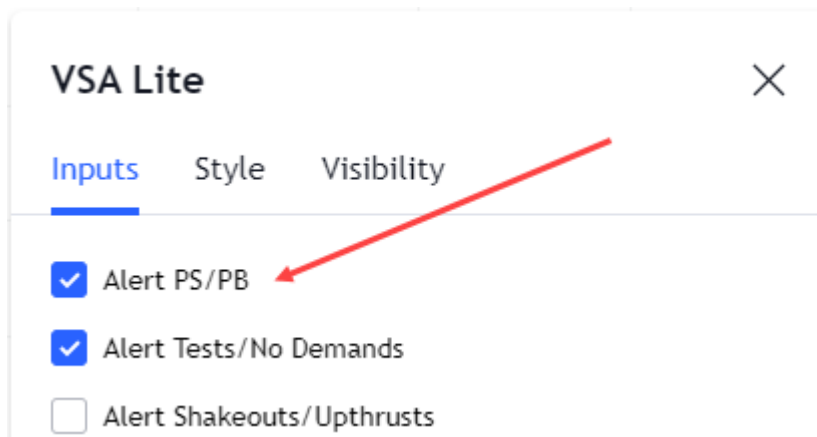 VSA Lite
Inputs Style Visibility
Alert PS/PB
Alert Tests/No Demands
Alert Shakeouts/Upthrusts